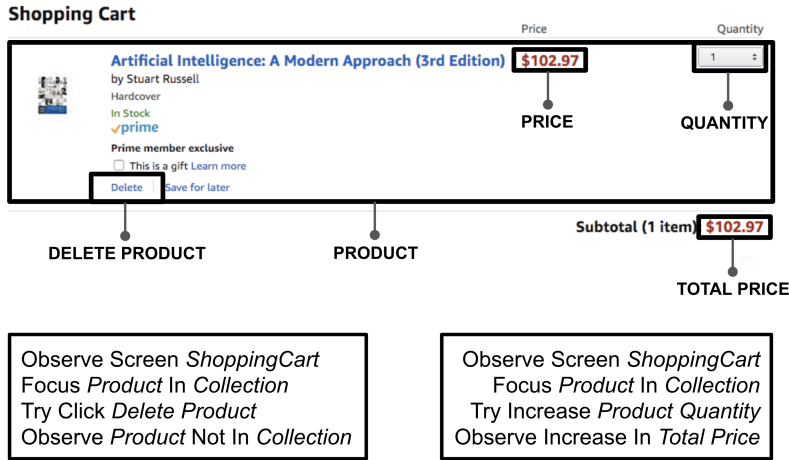 Shopping Cart
Price Quantity
Artificial Intelligence: A Modern Approach (3rd Edition) $102.97 1
by Stuart Russell
Hardcover
In Stock
prime
PRICE QUANTITY
Prime member exclusive
This is a gift Learn more
Delete Save for later
Subtotal (1 item) $102.97
DELETE PRODUCT PRODUCT
TOTAL PRICE
Observe Screen ShoppingCart
Focus Product In Collection
Try Click Delete Product
Observe Product Not In Collection
Observe Screen ShoppingCart
Focus Product In Collection
Try Increase Product Quantity
Observe Increase In Total Price